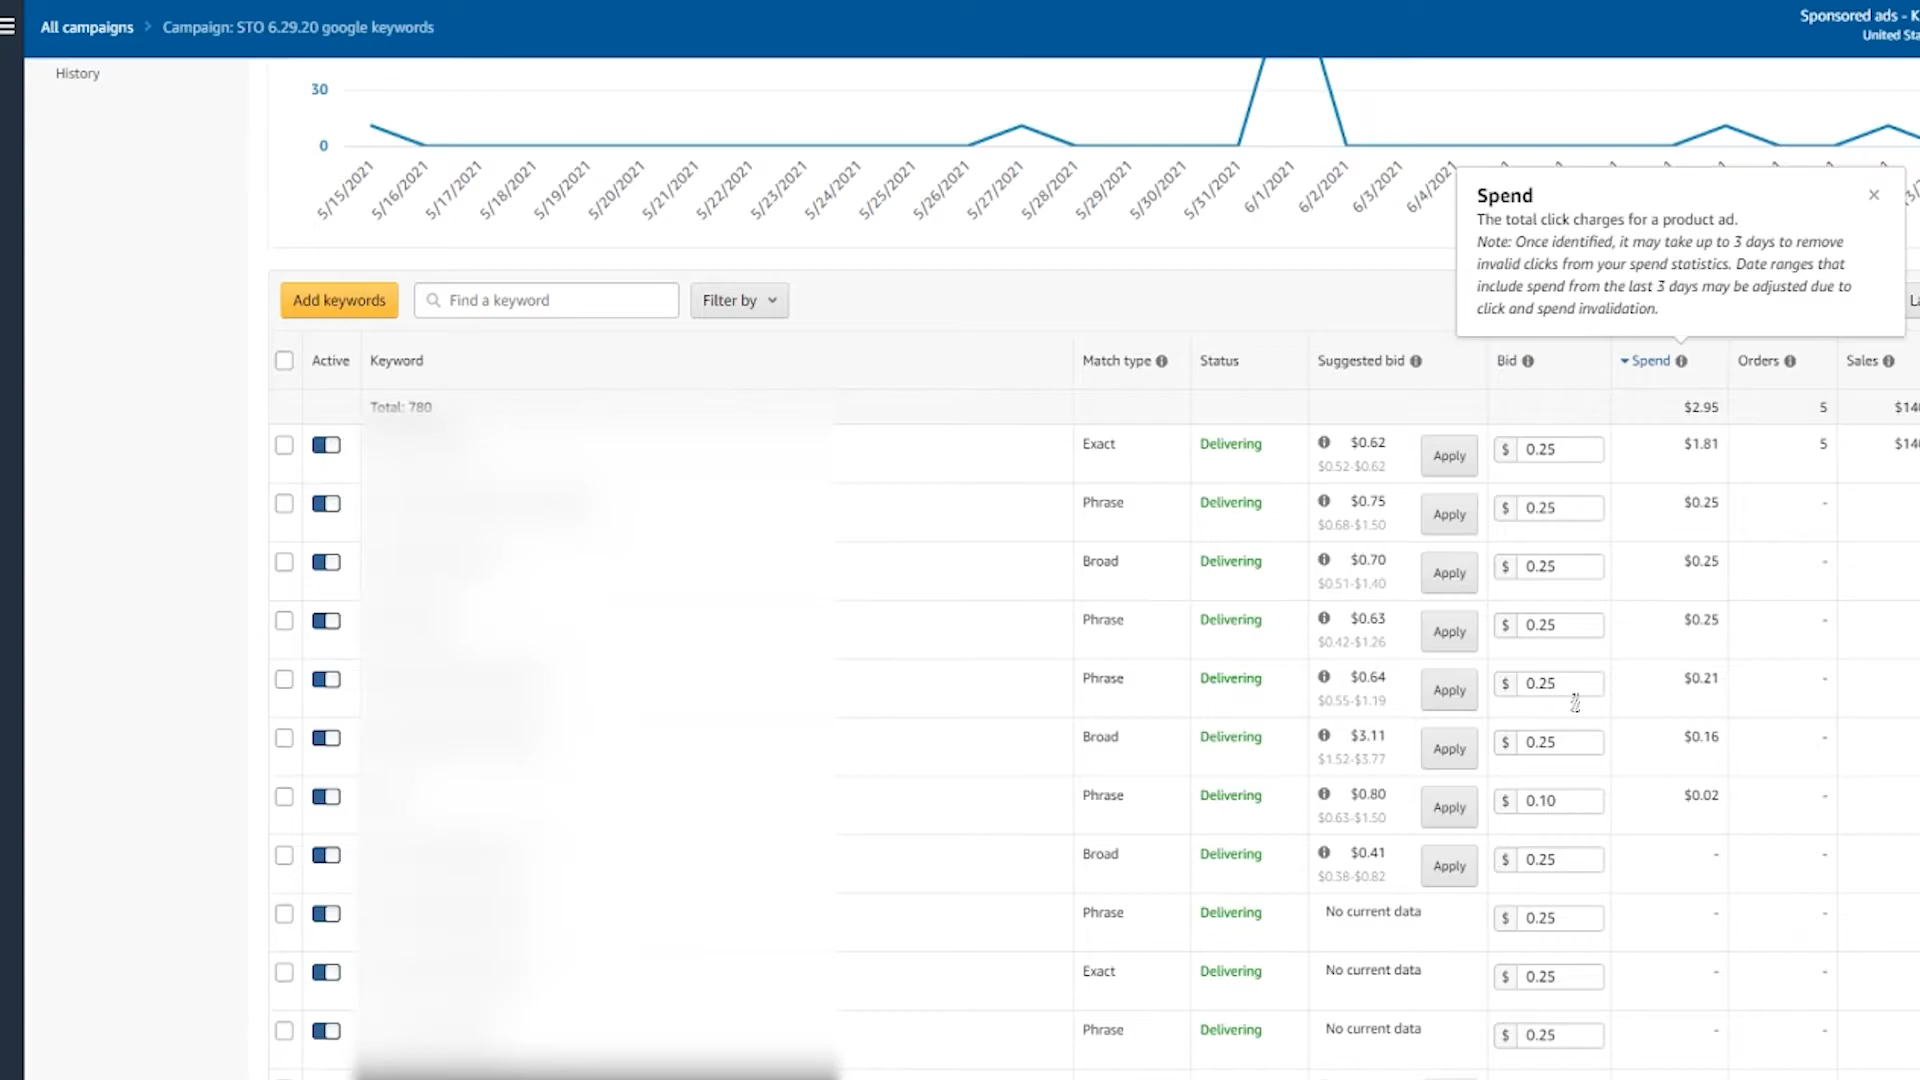 All campaigns > Campaign: STO 6.29.20 google keywords
Sponsored ads - K
United Sta
History
30
0
5/15/2021 5/16/2021 5/17/2021 5/18/2021 5/19/2021 5/20/2021 5/21/2021 5/22/2021 5/23/2021 5/24/2021 5/25/2021 5/26/2021 5/27/2021 5/28/2021 5/29/2021 5/30/2021 5/31/2021 6/1/2021 6/2/2021 6/3/2021 6/4/2021
Spend
The total click charges for a product ad.
Note: Once identified, it may take up to 3 days to remove
invalid clicks from your spend statistics. Date ranges that
include spend from the last 3 days may be adjusted due to
click and spend invalidation.
Add keywords Find a keyword Filter by La
Active Keyword Match type Status Suggested bid Bid Spend Orders Sales
Total: 780 $2.95 5 $140
Exact Delivering $0.62 Apply $ 0.25 $1.81 5 $140
$0.52-$0.62
Phrase Delivering $0.75 Apply $ 0.25 $0.25 -
$0.68-$1.50
Broad Delivering $0.70 Apply $ 0.25 $0.25 -
$0.51-$1.40
Phrase Delivering $0.63 Apply $ 0.25 $0.25 -
$0.42-$1.26
Phrase Delivering $0.64 Apply $ 0.25 $0.21 -
$0.55-$1.19
Broad Delivering $3.11 Apply $ 0.25 $0.16 -
$1.52-$3.77
Phrase Delivering $0.80 Apply $ 0.10 $0.02 -
$0.63-$1.50
Broad Delivering $0.41 Apply $ 0.25 - -
$0.38-$0.82
Phrase Delivering No current data $ 0.25 - -
Exact Delivering No current data $ 0.25 - -
Phrase Delivering No current data $ 0.25 - -